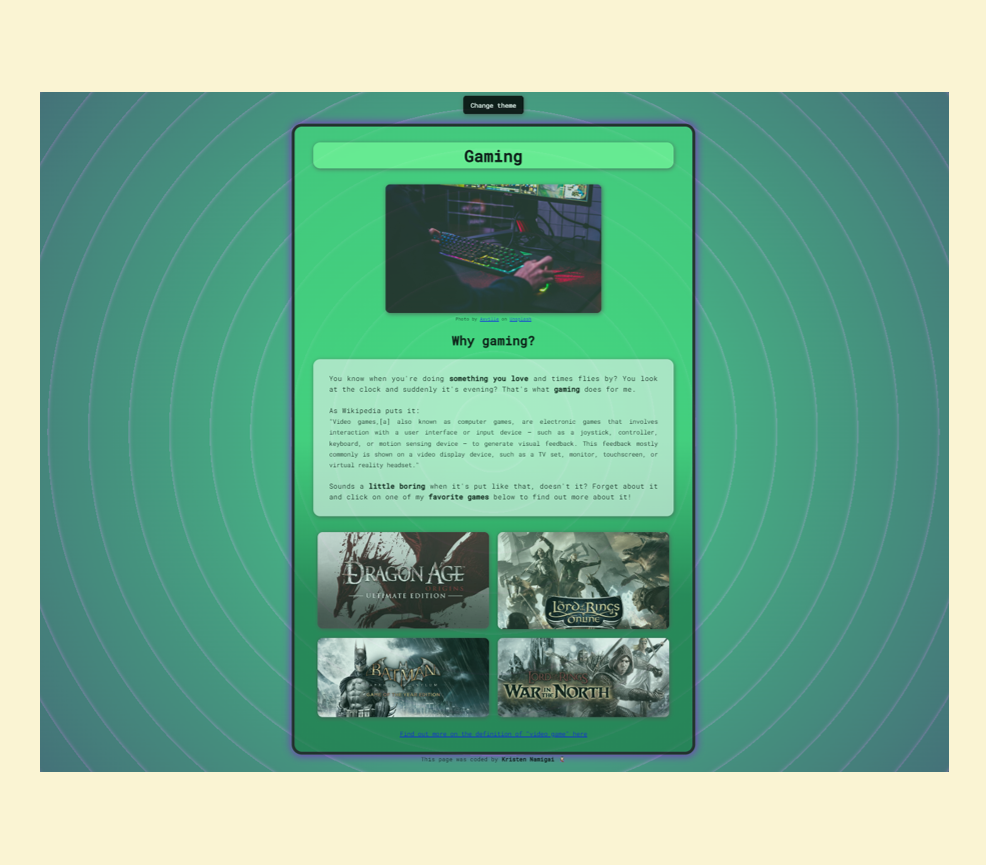 Change theme
Gaming
Photo by on Unsplash
Why gaming?
You know when you're doing something you love and times flies by? You look
at the clock and suddenly it's evening? That's what gaming does for me.
As Wikipedia puts it:
"Video games,[a] also known as computer games, are electronic games that involves
interaction with a user interface or input device – such as a joystick, controller,
keyboard, or motion sensing device – to generate visual feedback. This feedback mostly
commonly is shown on a video display device, such as a TV set, monitor, touchscreen, or
virtual reality headset."
Sounds a little boring when it's put like that, doesn't it? Forget about it
and click on one of my favorite games below to find out more about it!
DRAGON AGE
ORIGINS
ULTIMATE EDITION
THE LORD OF THE RINGS
ONLINE
BATMAN
THE LORD OF THE RINGS
WAR IN THE NORTH
Find out more on the definition of "video game" here
This page was coded by Kristen Namigai